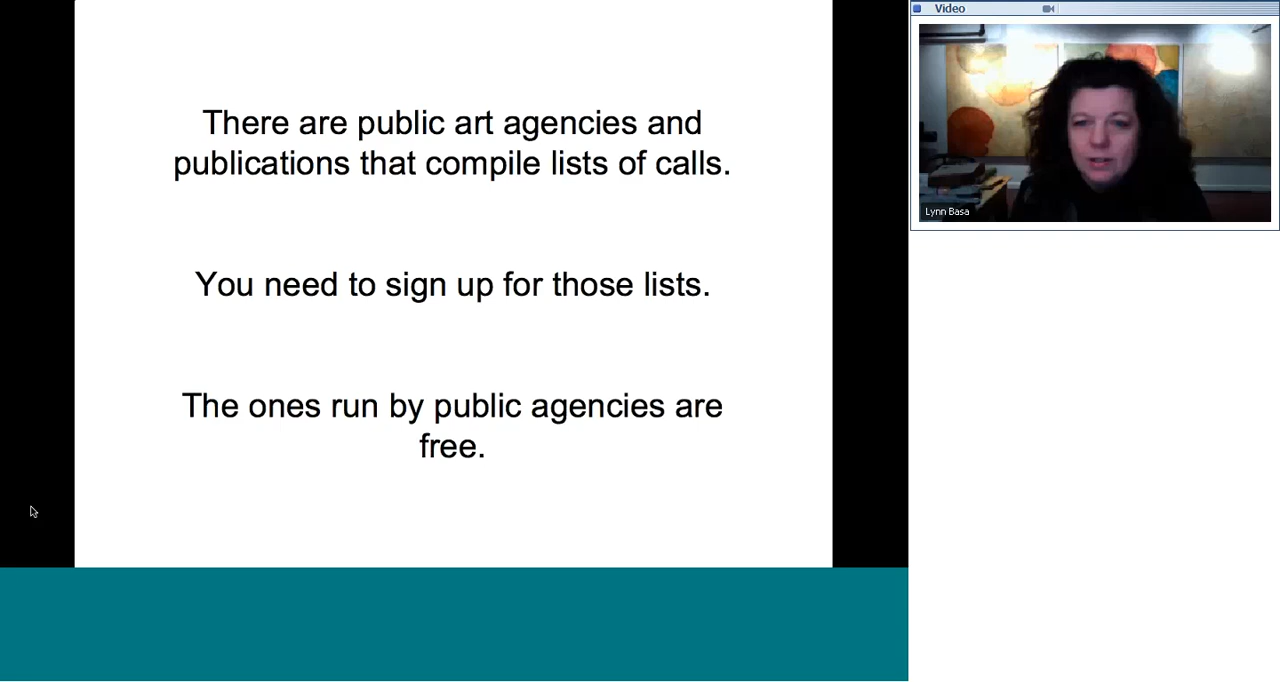 There are public art agencies and
publications that compile lists of calls.
You need to sign up for those lists.
The ones run by public agencies are
free.
Video
Lynn Basa